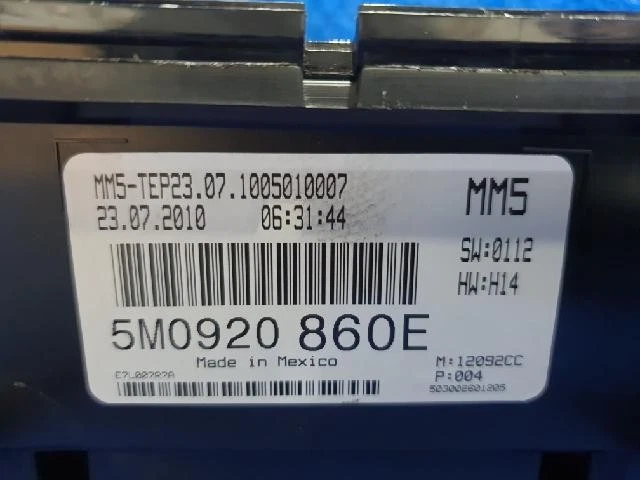 MM5-TEP23.07.1005010007
23.07.2010 06:31:44
MM5
SW:0112
HW:H14
5M0920 860E
Made in Mexico
M:12092CC
P:004
503002601205